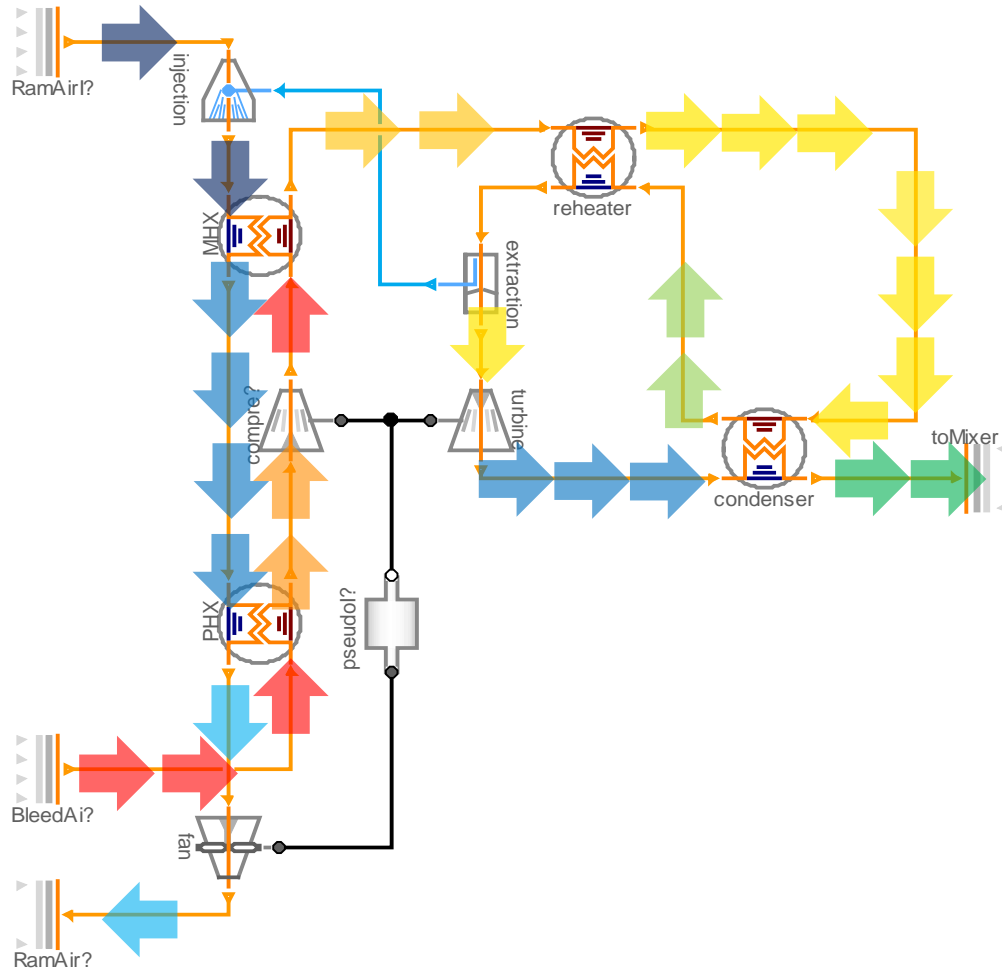 RamAirI?
injection
MHX
reheater
extraction
compre?
turbine
toMixer
condenser
PHX
pseudoI?
BleedAi?
fan
RamAir?